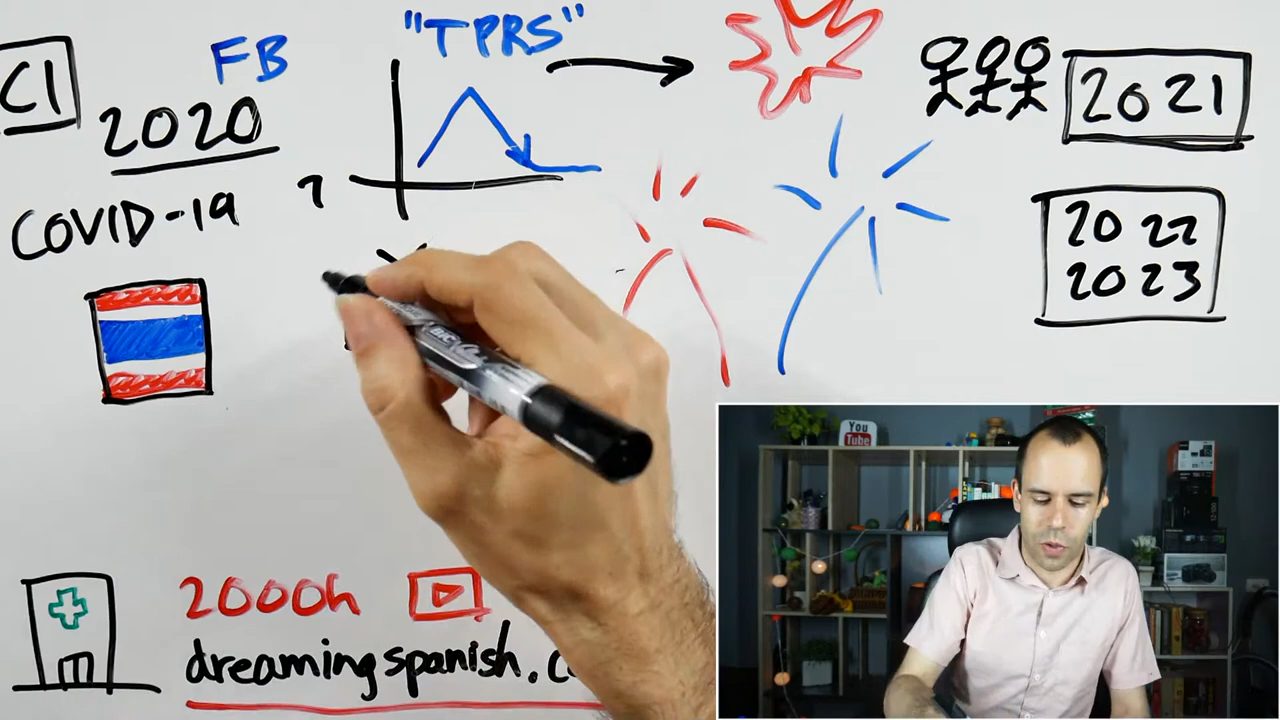 CI
FB
"TPRS"
2020
2021
COVID-19
?
2022
2023
2000h
dreamingspanish.c
You
Tube
BIC